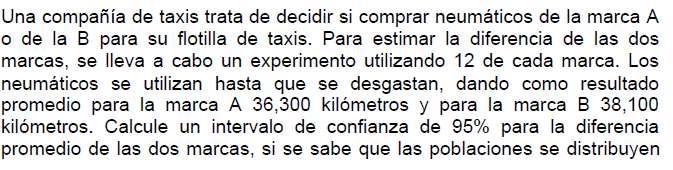 Una compañía de taxis trata de decidir si comprar neumáticos de la marca A
o de la B para su flotilla de taxis. Para estimar la diferencia de las dos
marcas, se lleva a cabo un experimento utilizando 12 de cada marca. Los
neumáticos se utilizan hasta que se desgastan, dando como resultado
promedio para la marca A 36,300 kilómetros y para la marca B 38,100
kilómetros. Calcule un intervalo de confianza de 95% para la diferencia
promedio de las dos marcas, si se sabe que las poblaciones se distribuyen